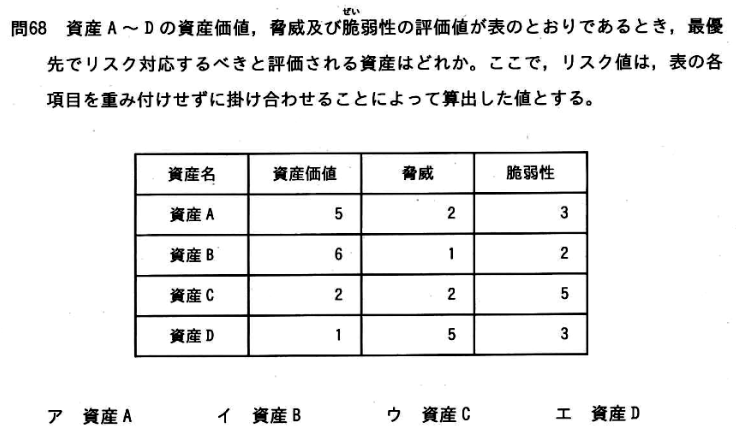 問68 資産A～Dの資産価値，脅威及び脆弱性の評価値が表のとおりであるとき，最優
ぜい
先でリスク対応するべきと評価される資産はどれか。ここで，リスク値は，表の各
項目を重み付けせずに掛け合わせることによって算出した値とする。
資産名 資産価値 脅威 脆弱性
資産A 5 2 3
資産B 6 1 2
資産C 2 2 5
資産D 1 5 3
ア 資産A イ 資産B ウ 資産C エ 資産D